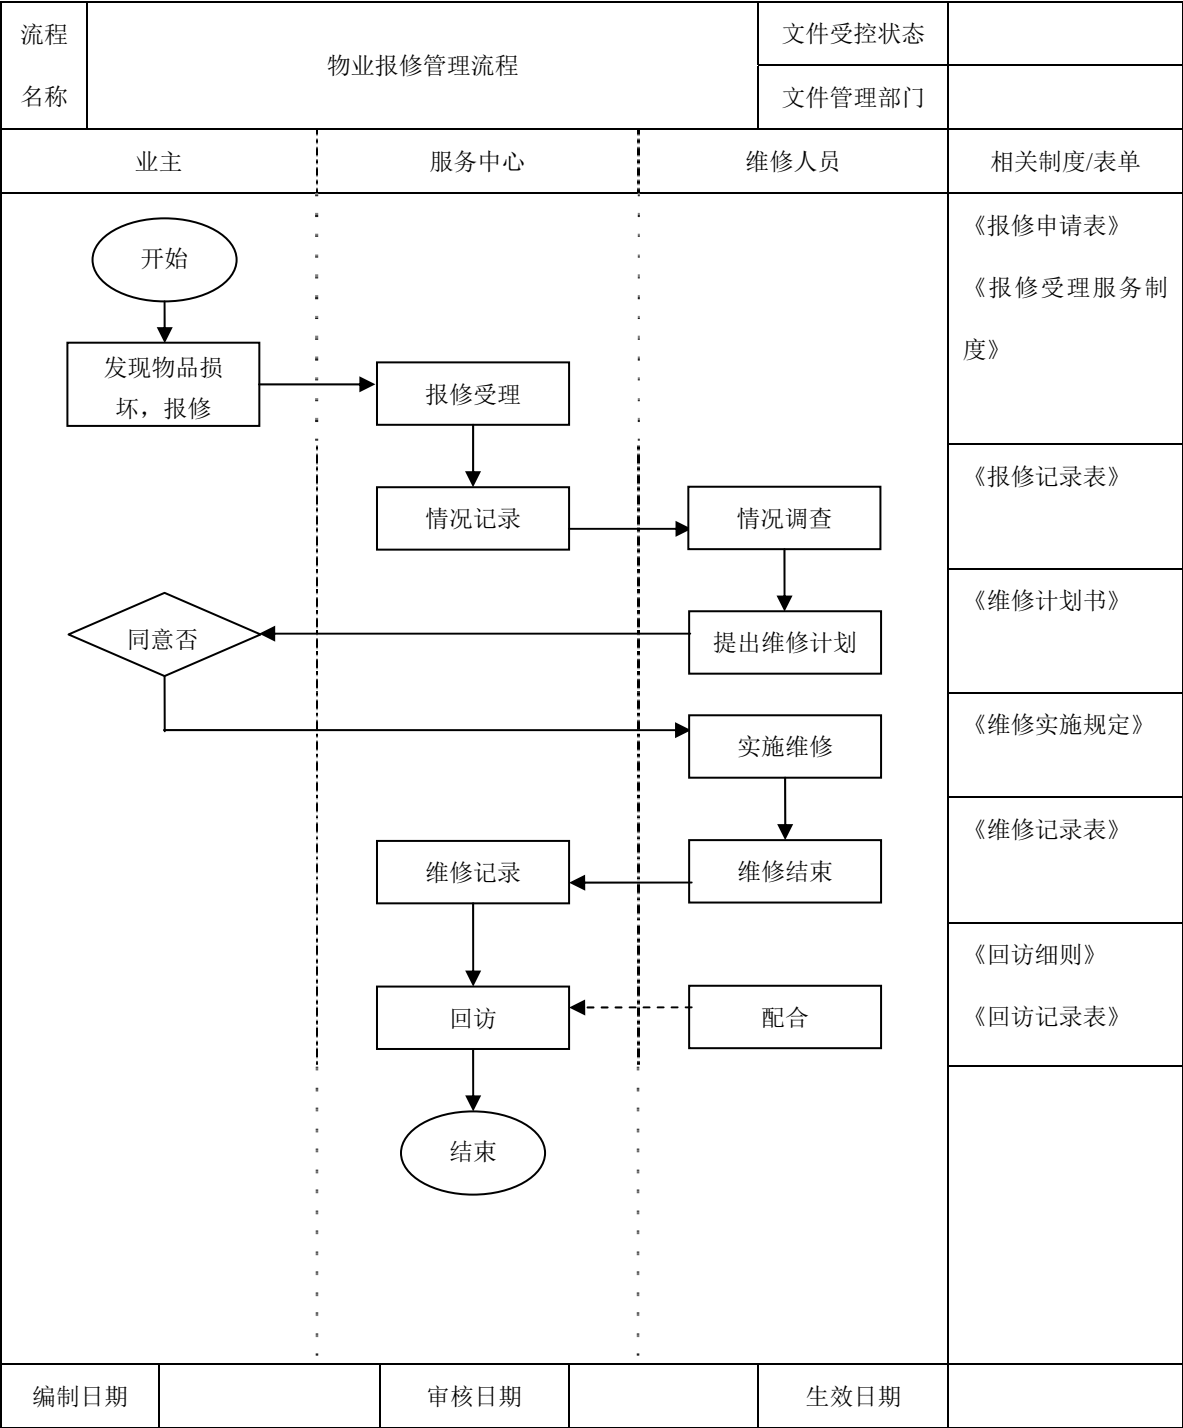 流程
名称
物业报修管理流程
文件受控状态
文件管理部门
业主
服务中心
维修人员
相关制度/表单
开始
《报修申请表》
《报修受理服务制
度》
发现物品损
坏，报修
报修受理
情况记录
情况调查
《报修记录表》
同意否
提出维修计划
《维修计划书》
实施维修
《维修实施规定》
维修记录
维修结束
《维修记录表》
回访
配合
《回访细则》
《回访记录表》
结束
编制日期
审核日期
生效日期